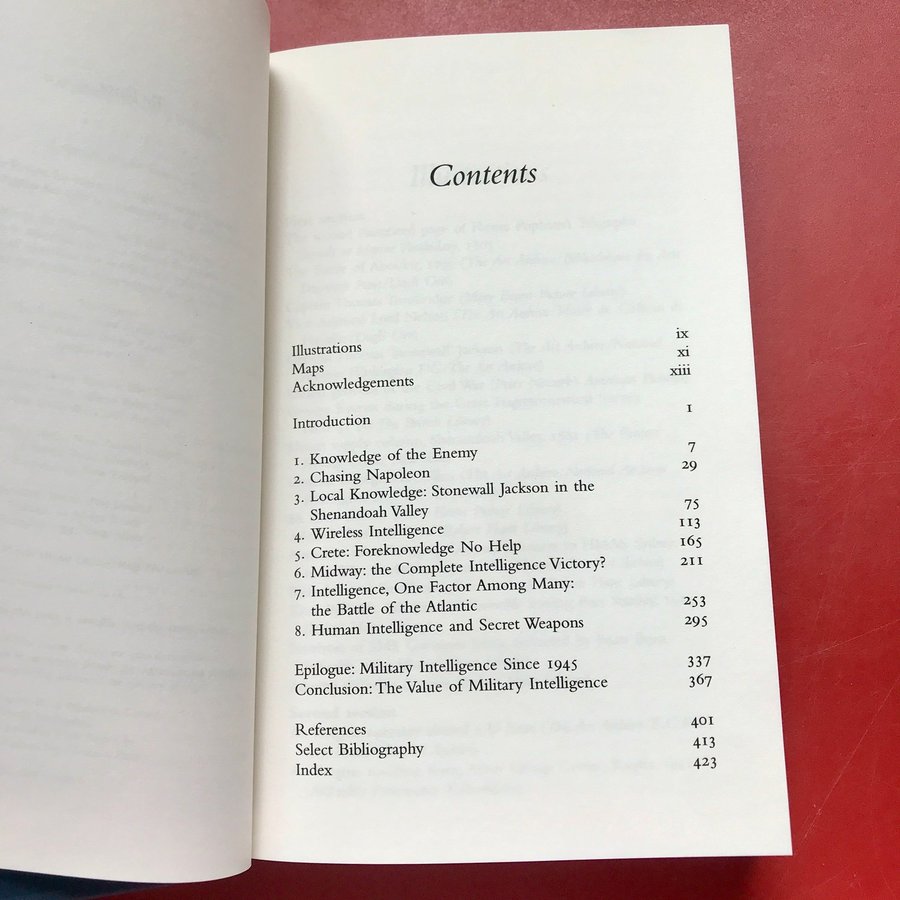 Contents
Illustrations ix
Maps xi
Acknowledgements xiii
Introduction 1
1. Knowledge of the Enemy 7
2. Chasing Napoleon 29
3. Local Knowledge: Stonewall Jackson in the
Shenandoah Valley 75
4. Wireless Intelligence 113
5. Crete: Foreknowledge No Help 165
6. Midway: the Complete Intelligence Victory? 211
7. Intelligence, One Factor Among Many:
the Battle of the Atlantic 253
8. Human Intelligence and Secret Weapons 295
Epilogue: Military Intelligence Since 1945 337
Conclusion: The Value of Military Intelligence 367
References 401
Select Bibliography 413
Index 423